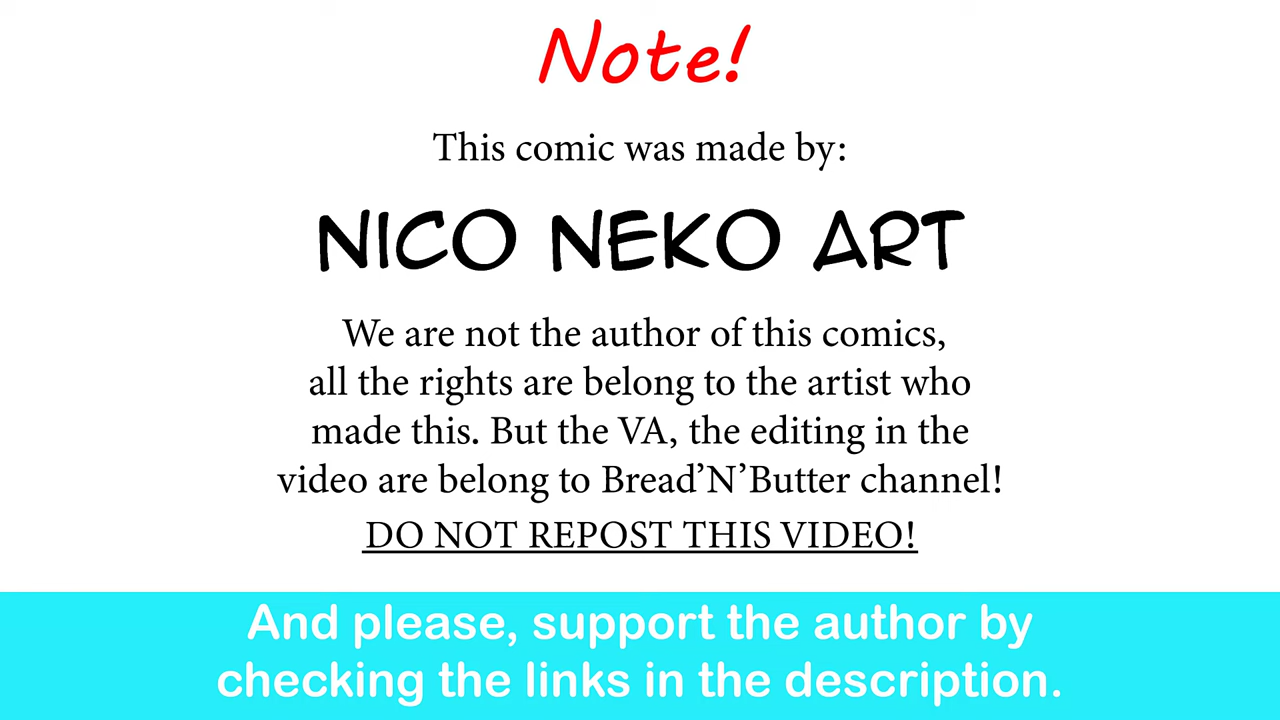 Note!
This comic was made by:
NICO NEKO ART
We are not the author of this comics,
all the rights are belong to the artist who
made this. But the VA, the editing in the
video are belong to Bread’N’Butter channel!
DO NOT REPOST THIS VIDEO!
And please, support the author by
checking the links in the description.